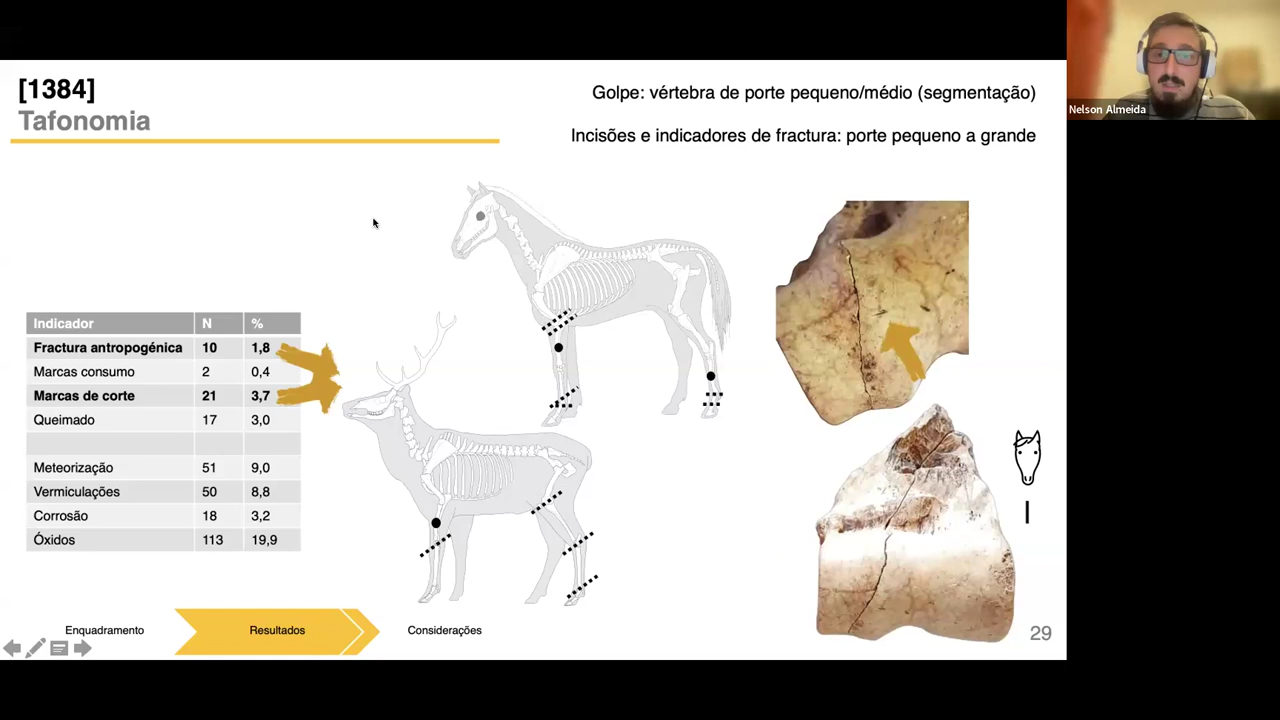 [1384]
Tafonomia
Golpe: vértebra de porte pequeno/médio (segmentação)
Incisões e indicadores de fractura: porte pequeno a grande
Indicador N %
Fractura antropogénica 10 1,8
Marcas consumo 2 0,4
Marcas de corte 21 3,7
Queimado 17 3,0
Meteorização 51 9,0
Vermiculações 50 8,8
Corrosão 18 3,2
Óxidos 113 19,9
Enquadramento Resultados Considerações
29
Nelson Almeida